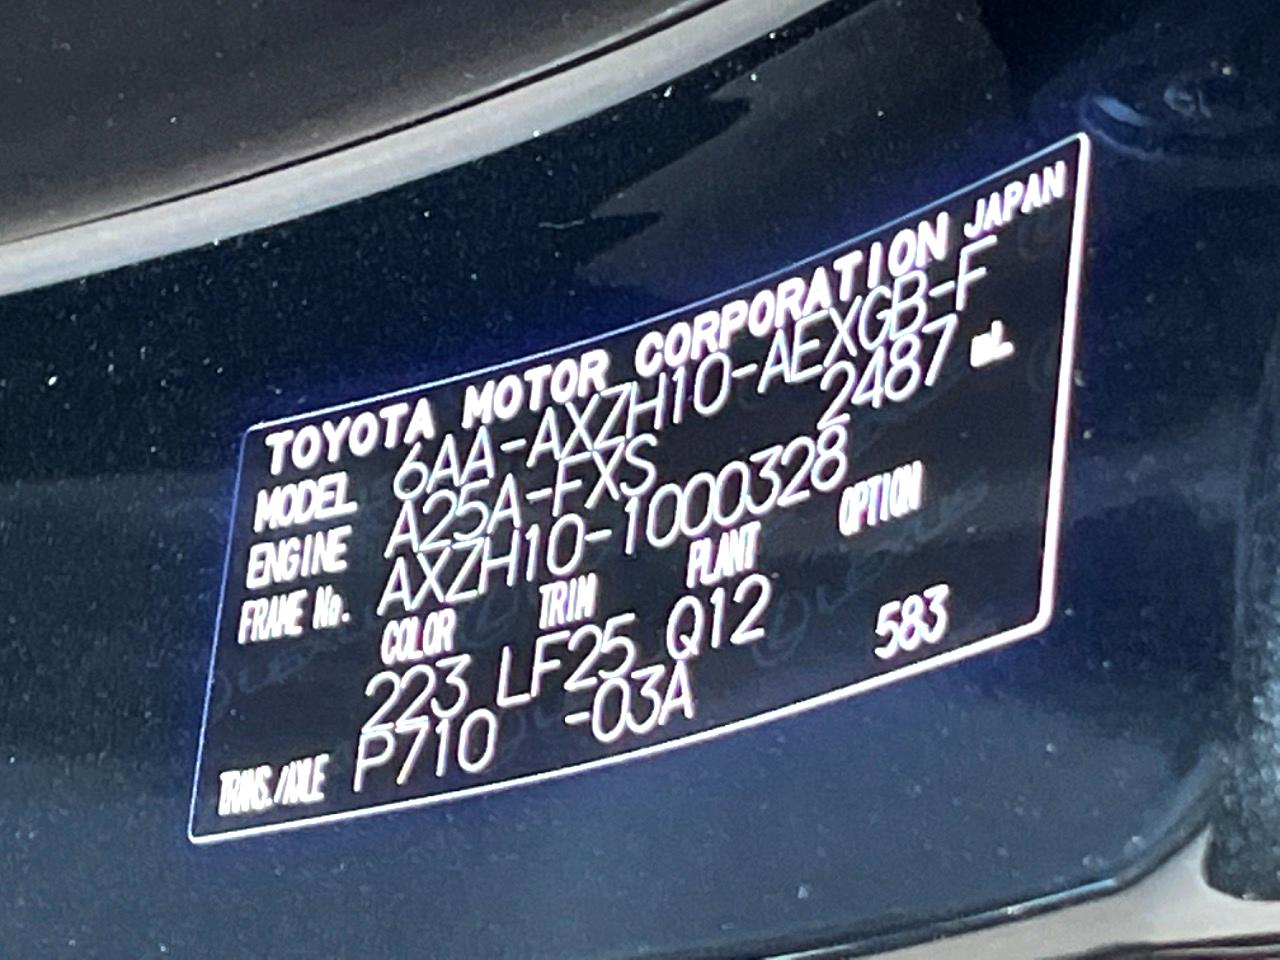 TOYOTA MOTOR CORPORATION JAPAN
MODEL 6AA-AXZH10-AEXGB-F
ENGINE A25A-FXS 2487 mL
FRAME No. AXZH10-1000328
COLOR TRIM PLANT OPTION
223 LF25 Q12
TRANS./AXLE P710 -03A 583